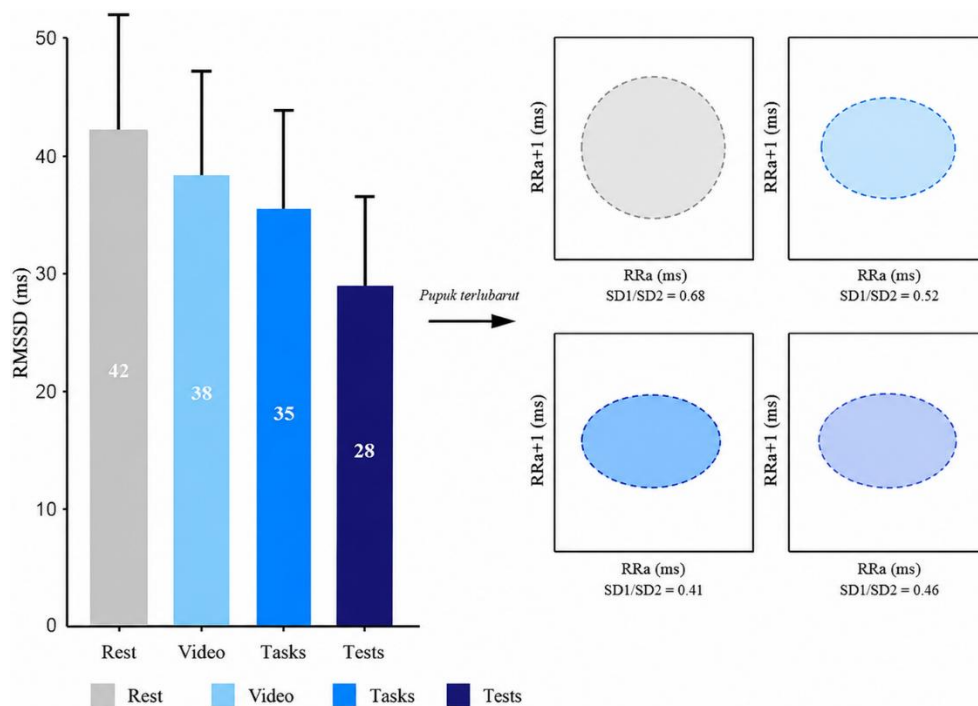 50
40
30
20
10
0
RMSSD (ms)
42
38
35
28
Rest
Video
Tasks
Tests
Rest
Video
Tasks
Tests
Pupuk terlubarut
RRa+1 (ms)
RRa (ms)
SD1/SD2 = 0.68
RRa+1 (ms)
RRa (ms)
SD1/SD2 = 0.52
RRa+1 (ms)
RRa (ms)
SD1/SD2 = 0.41
RRa+1 (ms)
RRa (ms)
SD1/SD2 = 0.46